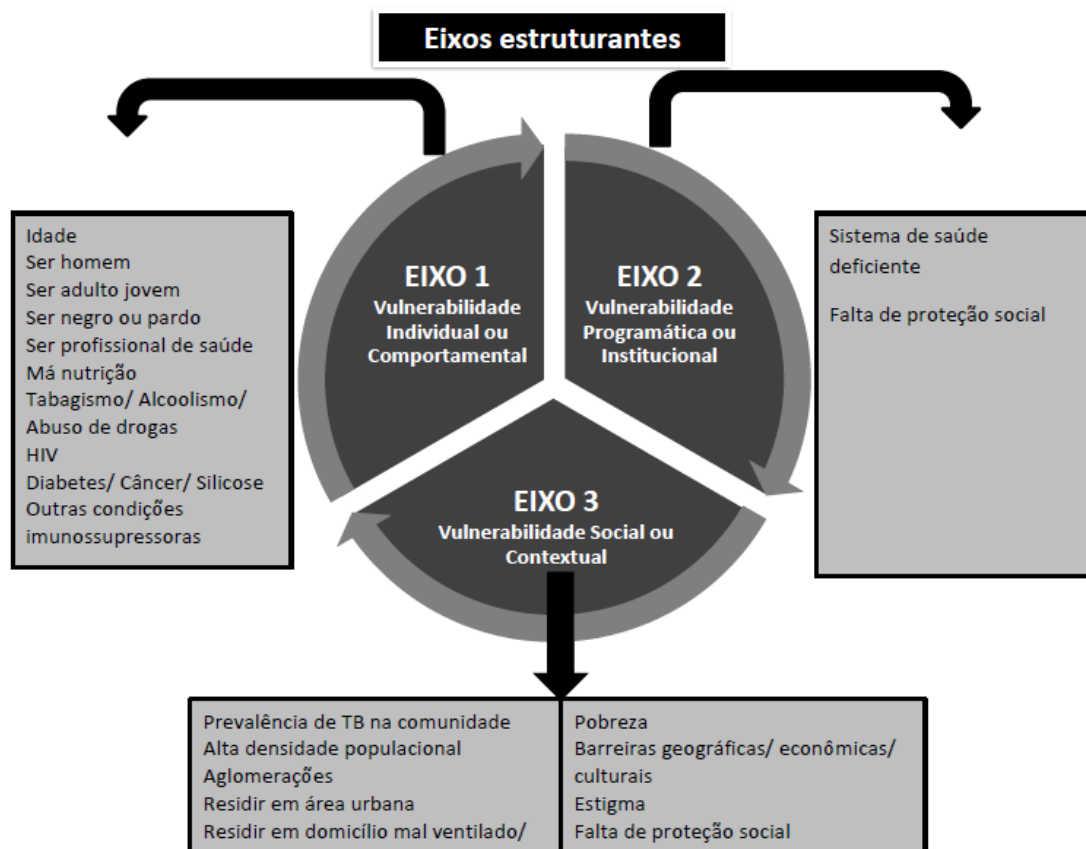 Eixos estruturantes
Idade
Ser homem
Ser adulto jovem
Ser negro ou pardo
Ser profissional de saúde
Má nutrição
Tabagismo/ Alcoolismo/
Abuso de drogas
HIV
Diabetes/ Câncer/ Silicose
Outras condições
imunossupressoras
EIXO 1
Vulnerabilidade
Individual ou
Comportamental
EIXO 2
Vulnerabilidade
Programática ou
Institucional
Sistema de saúde
deficiente
Falta de proteção social
EIXO 3
Vulnerabilidade Social ou
Contextual
Prevalência de TB na comunidade
Alta densidade populacional
Aglomerações
Residir em área urbana
Residir em domicílio mal ventilado/
Pobreza
Barreiras geográficas/ econômicas/
culturais
Estigma
Falta de proteção social